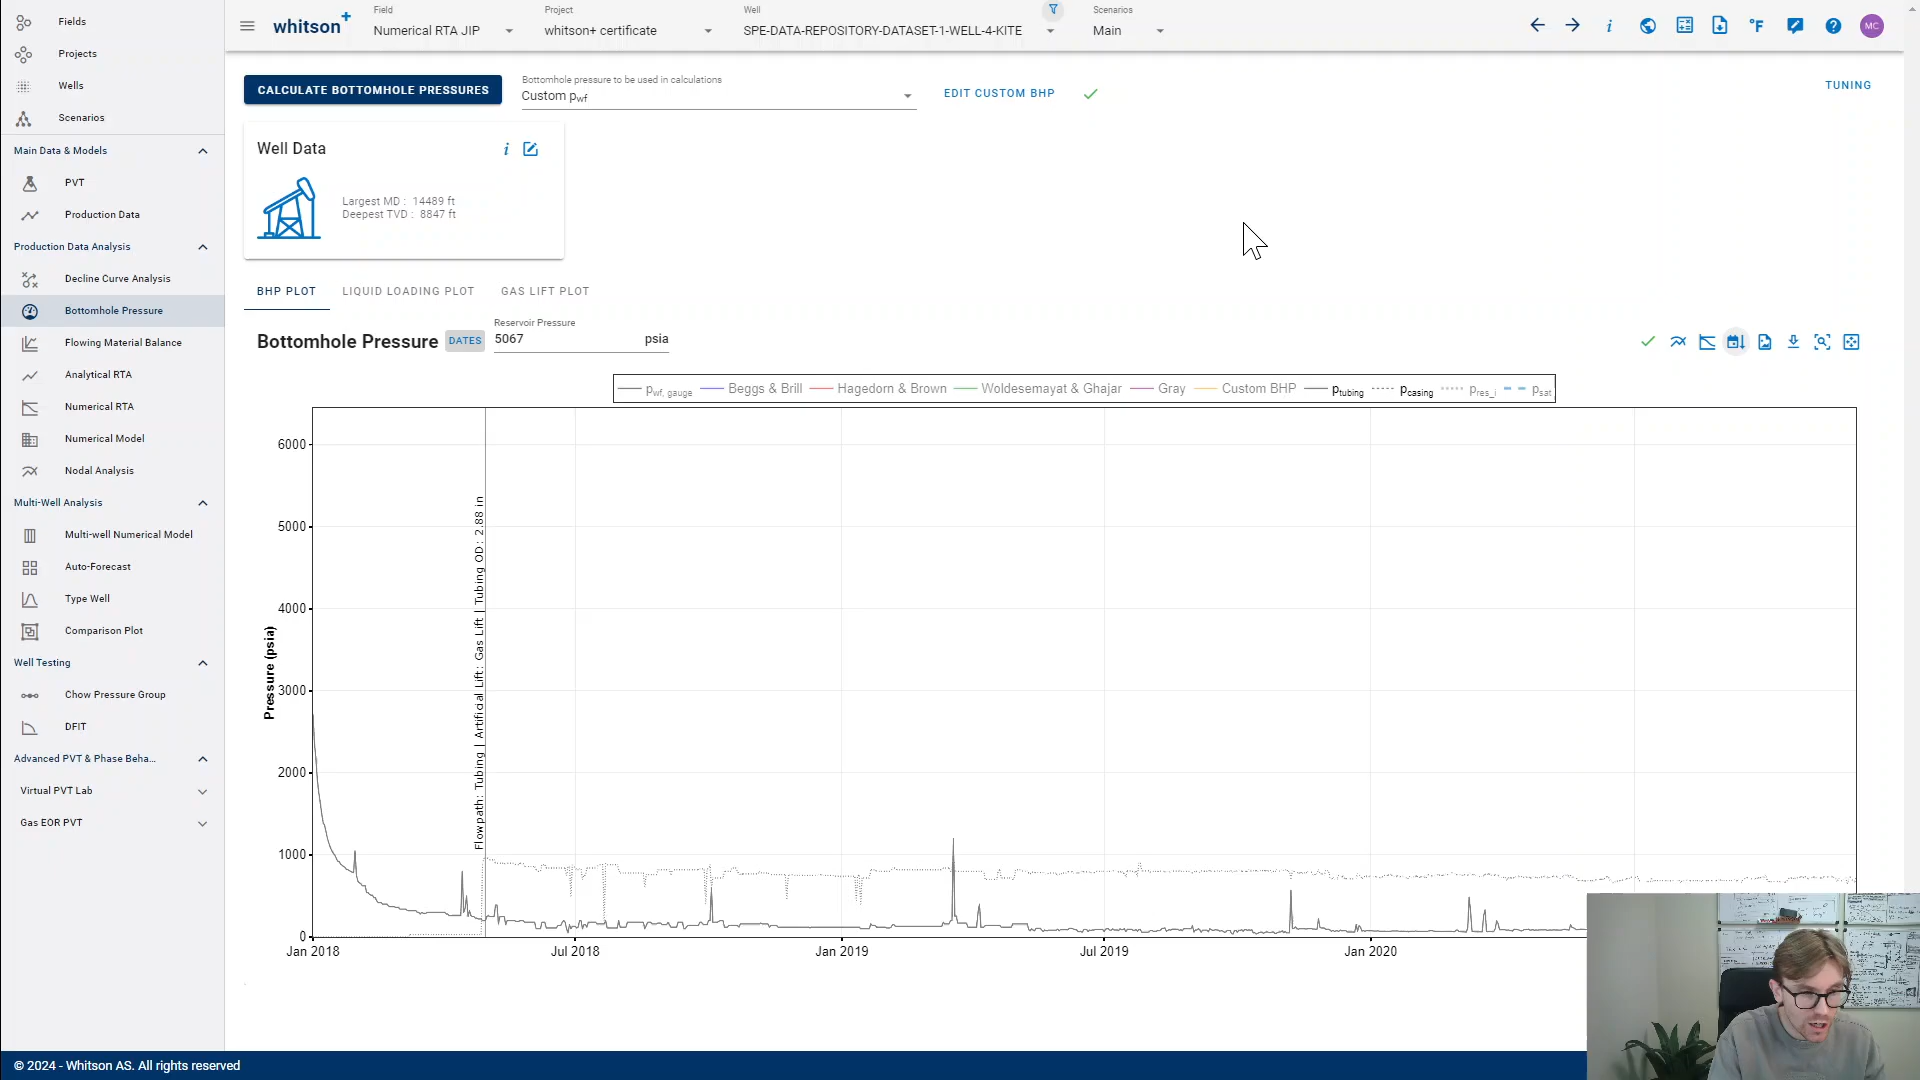 Fields
Projects
Wells
Scenarios
Main Data & Models
PVT
Production Data
Production Data Analysis
Decline Curve Analysis
Bottomhole Pressure
Flowing Material Balance
Analytical RTA
Numerical RTA
Numerical Model
Nodal Analysis
Multi-Well Analysis
Multi-well Numerical Model
Auto-Forecast
Type Well
Comparison Plot
Well Testing
Chow Pressure Group
DFIT
Advanced PVT & Phase Beha...
Virtual PVT Lab
Gas EOR PVT
whitson+
Field
Numerical RTA JIP
Project
whitson+ certificate
Well
SPE-DATA-REPOSITORY-DATASET-1-WELL-4-KITE
Scenarios
Main
i
°F
?
MC
CALCULATE BOTTOMHOLE PRESSURES
Bottomhole pressure to be used in calculations
Custom pwf
EDIT CUSTOM BHP
TUNING
Well Data
i
Largest MD : 14489 ft
Deepest TVD : 8847 ft
BHP PLOT
LIQUID LOADING PLOT
GAS LIFT PLOT
Bottomhole Pressure
DATES
Reservoir Pressure
5067
psia
pwf, gauge
Beggs & Brill
Hagedorn & Brown
Woldesemayat & Ghajar
Gray
Custom BHP
ptubing
pcasing
pres_i
psat
Pressure (psia)
6000
5000
4000
3000
2000
1000
0
Flowpath: Tubing | Artificial Lift: Gas Lift | Tubing OD: 2.88 in
Jan 2018
Jul 2018
Jan 2019
Jul 2019
Jan 2020
© 2024 - Whitson AS. All rights reserved